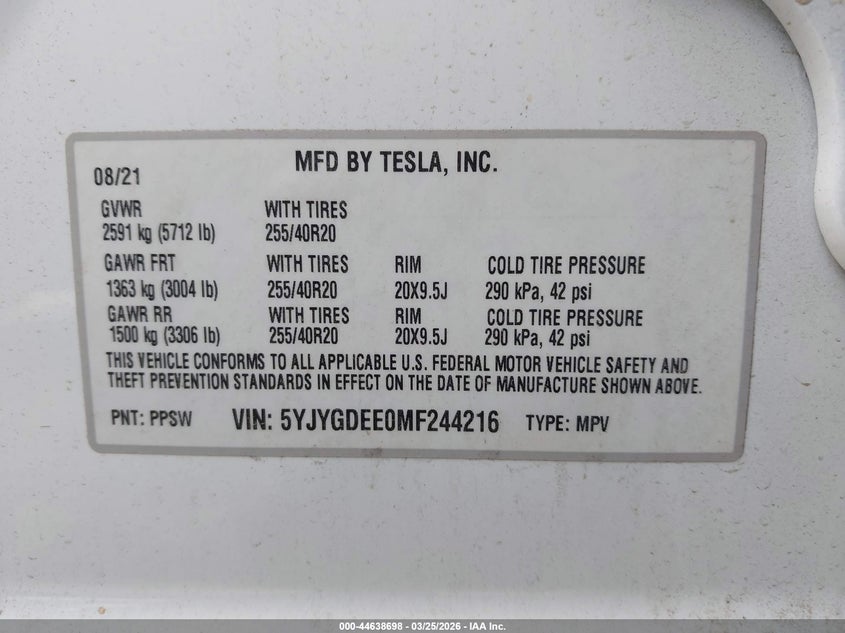 MFD BY TESLA, INC.
08/21
GVWR WITH TIRES
2591 kg (5712 lb) 255/40R20
GAWR FRT WITH TIRES RIM COLD TIRE PRESSURE
1363 kg (3004 lb) 255/40R20 20X9.5J 290 kPa, 42 psi
GAWR RR WITH TIRES RIM COLD TIRE PRESSURE
1500 kg (3306 lb) 255/40R20 20X9.5J 290 kPa, 42 psi
THIS VEHICLE CONFORMS TO ALL APPLICABLE U.S. FEDERAL MOTOR VEHICLE SAFETY AND
THEFT PREVENTION STANDARDS IN EFFECT ON THE DATE OF MANUFACTURE SHOWN ABOVE.
PNT: PPSW VIN: 5YJYGDEE0MF244216 TYPE: MPV
000-44638698 - 03/25/2026 - IAA Inc.